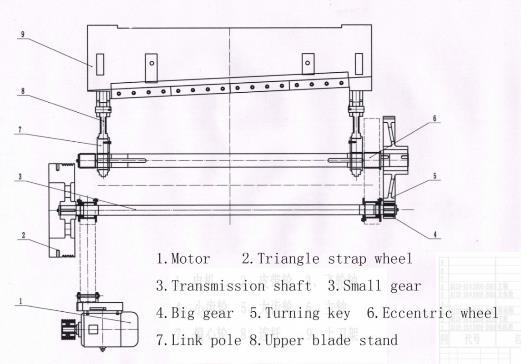 9
8
7
6
5
3
4
2
1
1.Motor 2.Triangle strap wheel
3.Transmission shaft 3.Small gear
4.Big gear 5.Turning key 6.Eccentric wheel
7.Link pole 8.Upper blade stand